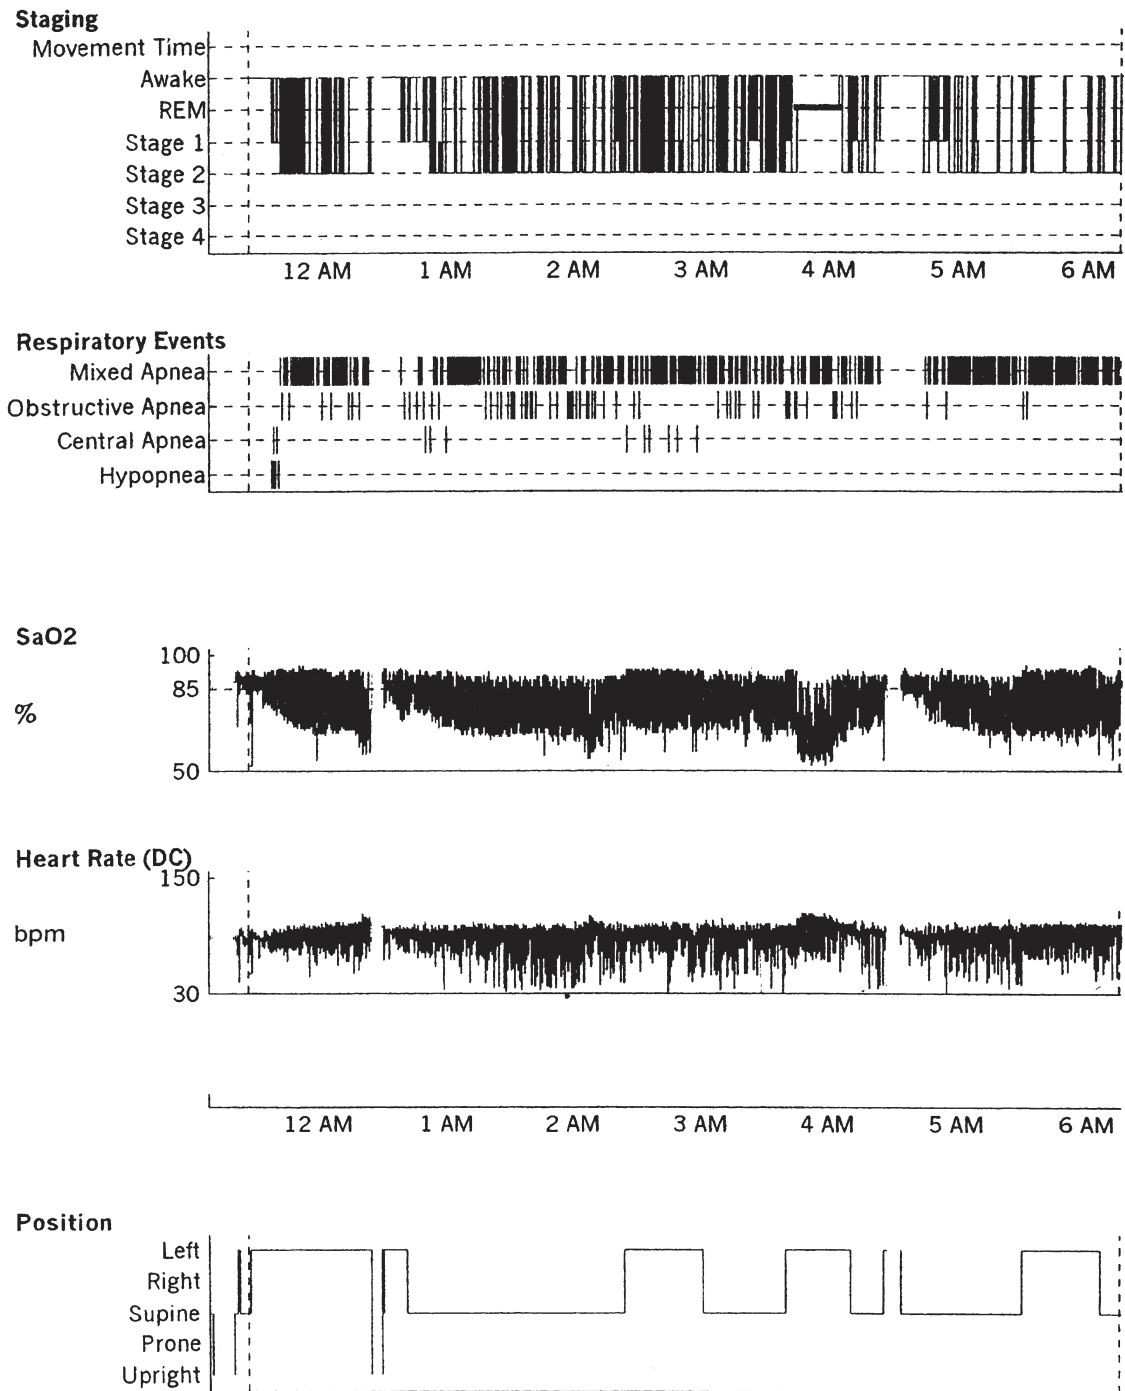 Staging
Movement Time
Awake
REM
Stage 1
Stage 2
Stage 3
Stage 4
12 AM 1 AM 2 AM 3 AM 4 AM 5 AM 6 AM
Respiratory Events
Mixed Apnea
Obstructive Apnea
Central Apnea
Hypopnea
SaO2
100
85
%
50
Heart Rate (DC)
150
bpm
30
12 AM 1 AM 2 AM 3 AM 4 AM 5 AM 6 AM
Position
Left
Right
Supine
Prone
Upright